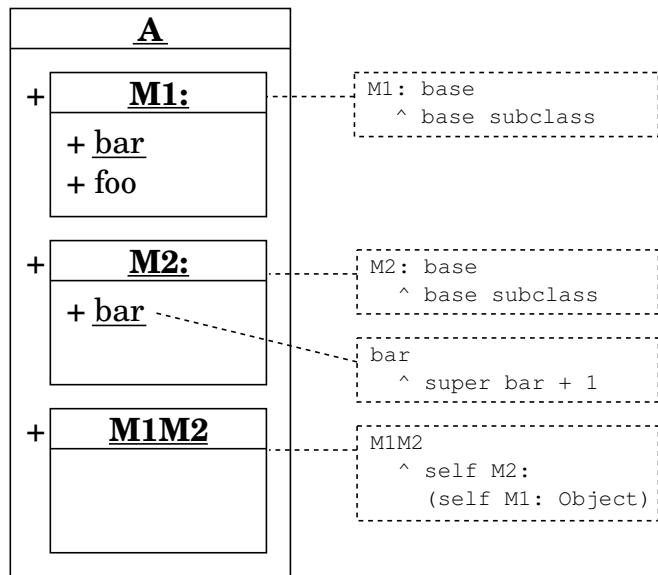 A
+ M1:
+ bar
+ foo
M1: base
^ base subclass
+ M2:
+ bar
M2: base
^ base subclass
bar
^ super bar + 1
+ M1M2
M1M2
^ self M2:
(self M1: Object)